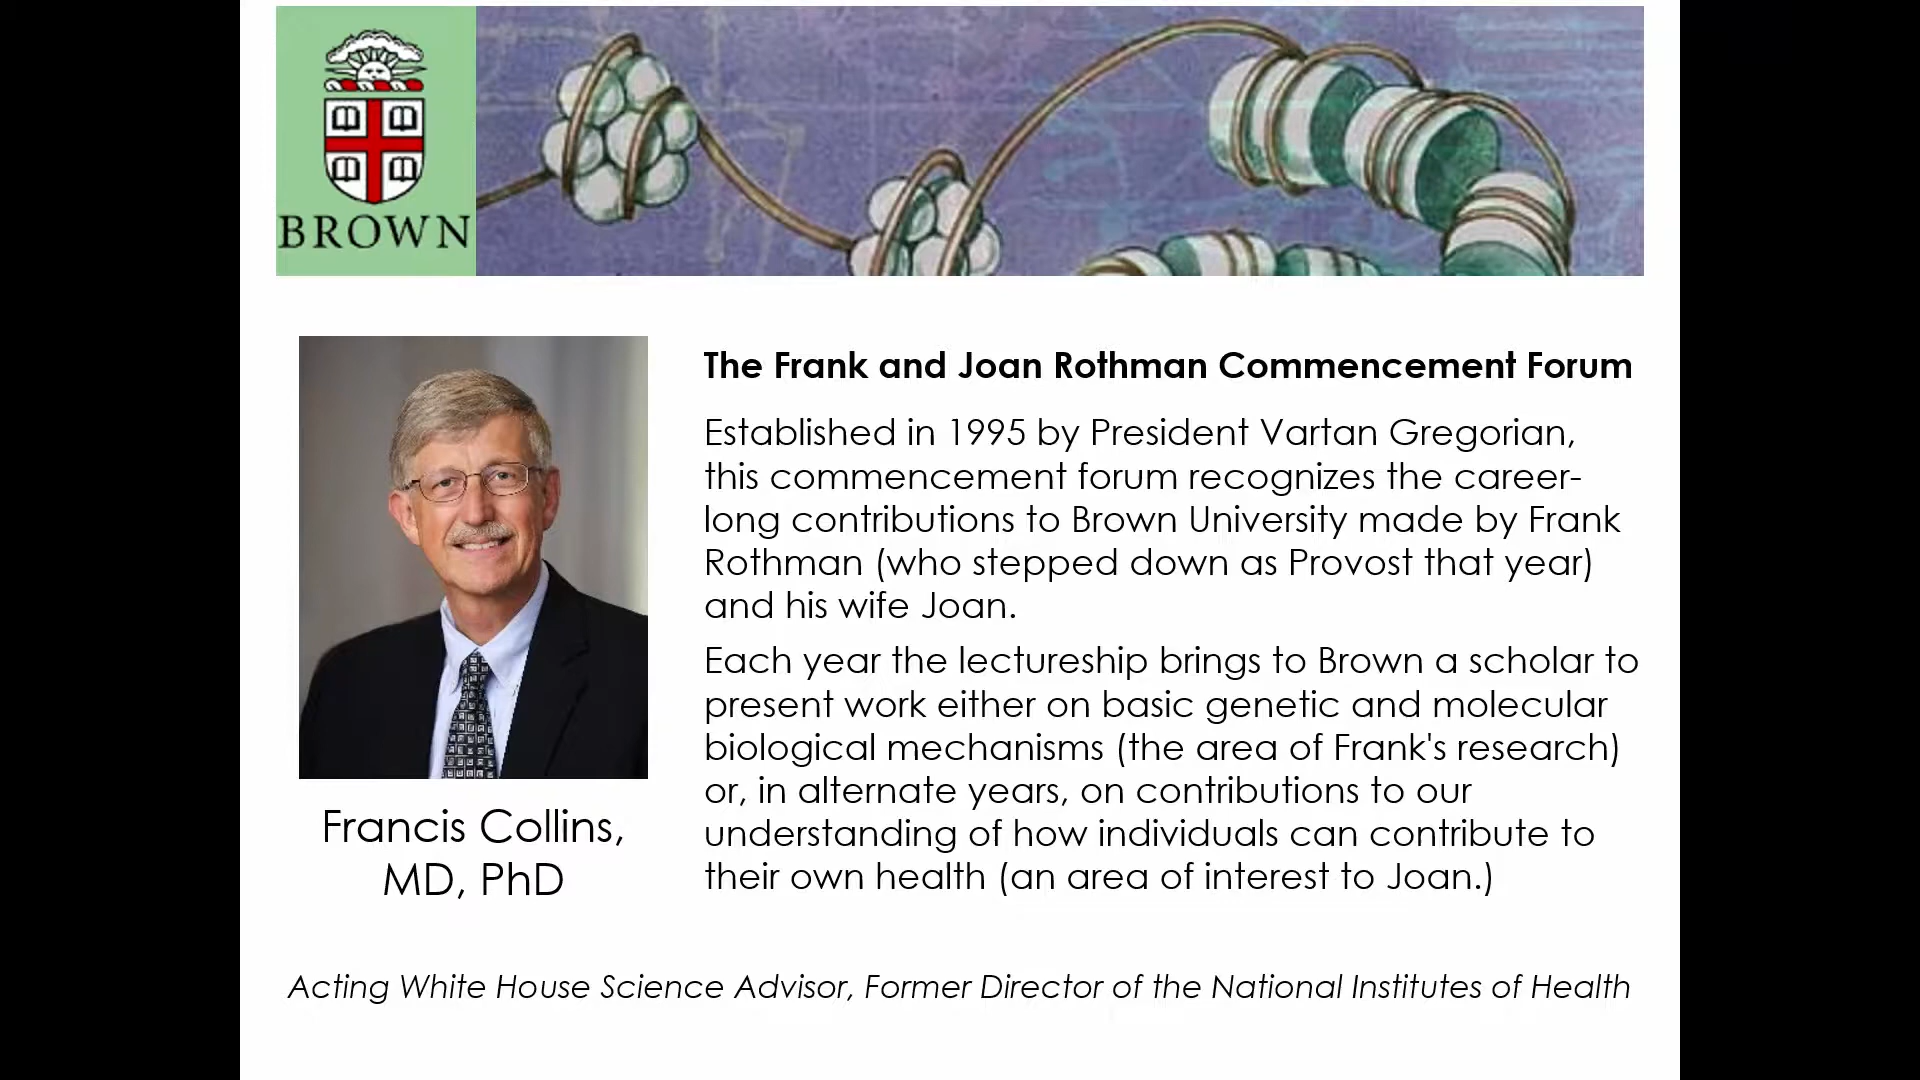 BROWN
The Frank and Joan Rothman Commencement Forum
Established in 1995 by President Vartan Gregorian,
this commencement forum recognizes the career-
long contributions to Brown University made by Frank
Rothman (who stepped down as Provost that year)
and his wife Joan.
Each year the lectureship brings to Brown a scholar to
present work either on basic genetic and molecular
biological mechanisms (the area of Frank's research)
or, in alternate years, on contributions to our
understanding of how individuals can contribute to
their own health (an area of interest to Joan.)
Francis Collins,
MD, PhD
Acting White House Science Advisor, Former Director of the National Institutes of Health